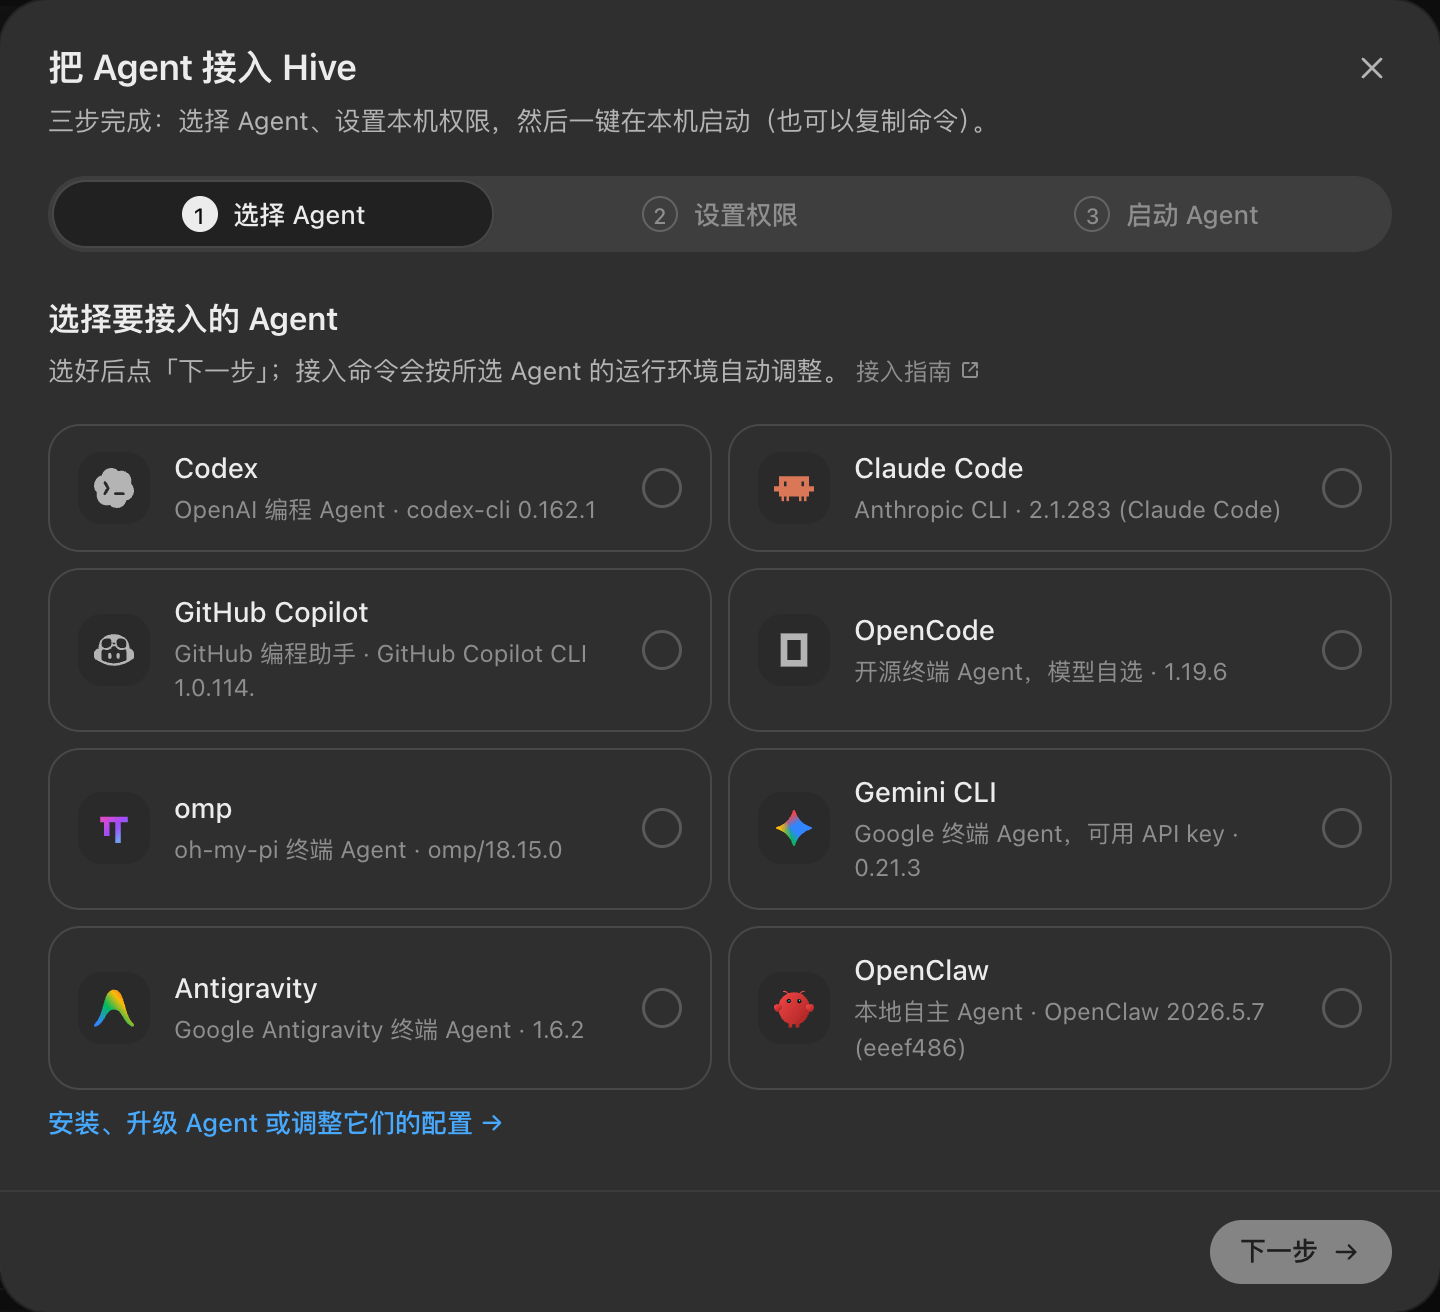 把 Agent 接入 Hive
三步完成：选择 Agent、设置本机权限，然后一键在本机启动（也可以复制命令）。
1 选择 Agent
2 设置权限
3 启动 Agent
选择要接入的 Agent
选好后点「下一步」；接入命令会按所选 Agent 的运行环境自动调整。 接入指南
Codex
OpenAI 编程 Agent · codex-cli 0.162.1
Claude Code
Anthropic CLI · 2.1.283 (Claude Code)
GitHub Copilot
GitHub 编程助手 · GitHub Copilot CLI
1.0.114.
OpenCode
开源终端 Agent，模型自选 · 1.19.6
omp
oh-my-pi 终端 Agent · omp/18.15.0
Gemini CLI
Google 终端 Agent，可用 API key ·
0.21.3
Antigravity
Google Antigravity 终端 Agent · 1.6.2
OpenClaw
本地自主 Agent · OpenClaw 2026.5.7
(eeef486)
安装、升级 Agent 或调整它们的配置 →
下一步 →